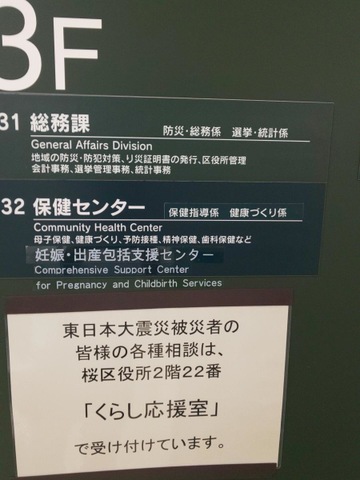 3F
31 総務課 防災・総務係 選挙・統計係
General Affairs Division
地域の防災・防犯対策、り災証明書の発行、区役所管理
会計事務、選挙管理事務、統計事務
32 保健センター 保健指導係 健康づくり係
Community Health Center
母子保健、健康づくり、予防接種、精神保健、歯科保健など
妊娠・出産包括支援センター
Comprehensive Support Center
for Pregnancy and Childbirth Services
東日本大震災被災者の
皆様の各種相談は、
桜区役所2階22番
「くらし応援室」
で受け付けています。